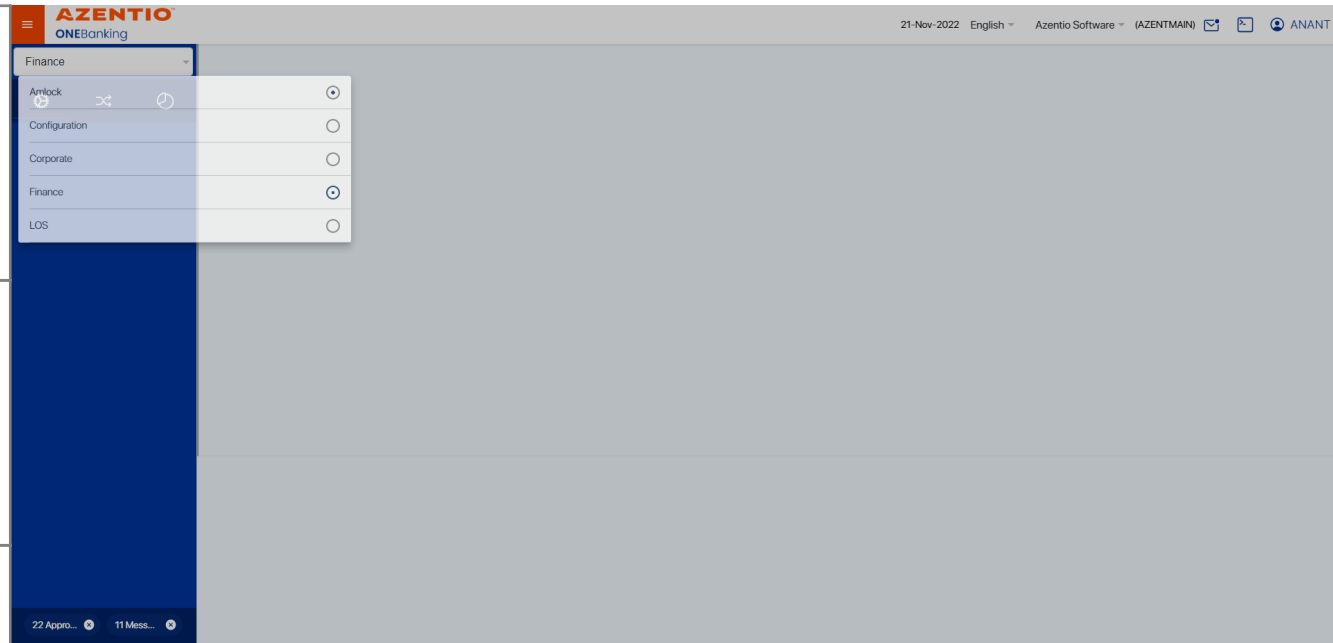 AZENTIO™
ONEBanking
21-Nov-2022 English Azentio Software (AZENTMAIN) ANANT
Finance
Amlock
Configuration
Corporate
Finance
LOS
22 Appro... 11 Mess...